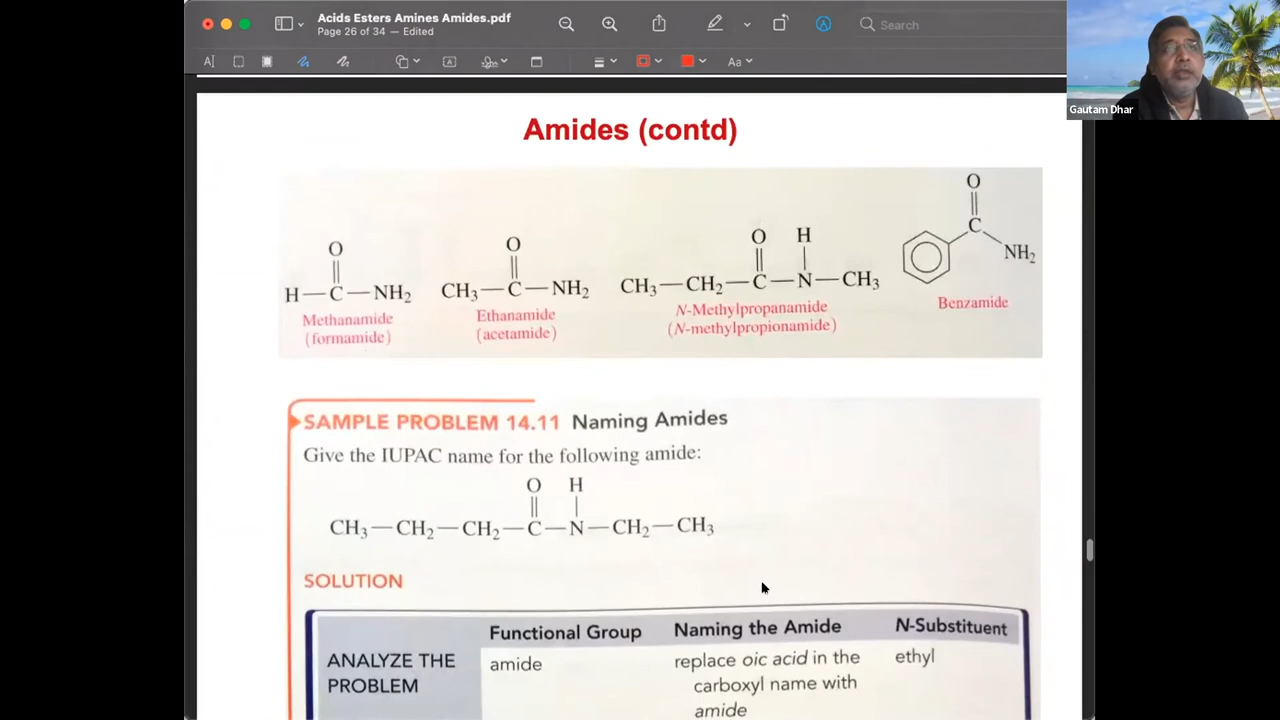 Acids Esters Amines Amides.pdf
Page 26 of 34 — Edited
Search
Aa
Gautam Dhar
Amides (contd)
O
H—C—NH₂
Methanamide
(formamide)
O
CH₃—C—NH₂
Ethanamide
(acetamide)
O H
CH₃—CH₂—C—N—CH₃
N-Methylpropanamide
(N-methylpropionamide)
O
C
NH₂
Benzamide
SAMPLE PROBLEM 14.11 Naming Amides
Give the IUPAC name for the following amide:
O H
CH₃—CH₂—CH₂—C—N—CH₂—CH₃
SOLUTION
Functional Group Naming the Amide N-Substituent
ANALYZE THE amide replace oic acid in the ethyl
PROBLEM carboxyl name with
amide